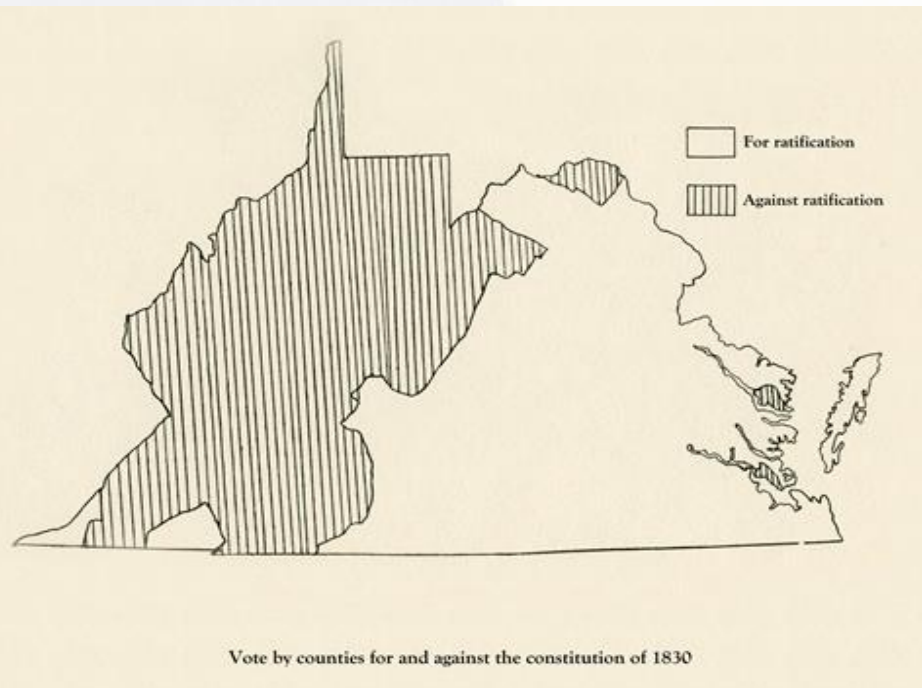 For ratification
Against ratification
Vote by counties for and against the constitution of 1830